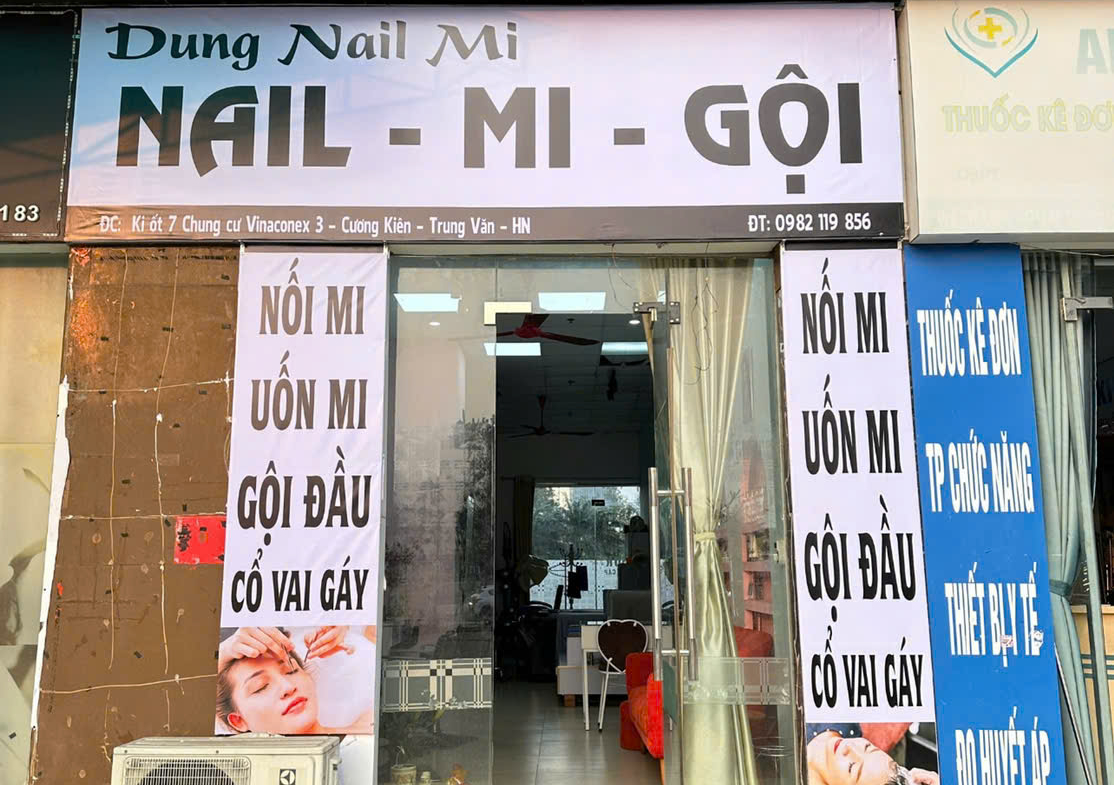 Dung Nail Mi
NAIL - MI - GỘI
ĐC: Ki ốt 7 Chung cư Vinaconex 3 - Cương Kiên - Trung Văn - HN
ĐT: 0982 119 856
183
THUỐC KÊ ĐƠ
NỐI MI
UỐN MI
GỘI ĐẦU
CỔ VAI GÁY
NỐI MI
UỐN MI
GỘI ĐẦU
CỔ VAI GÁY
THUỐC KÊ ĐƠN
TP CHỨC NĂNG
THIẾT BỊ Y TẾ
ĐO HUYẾT ÁP